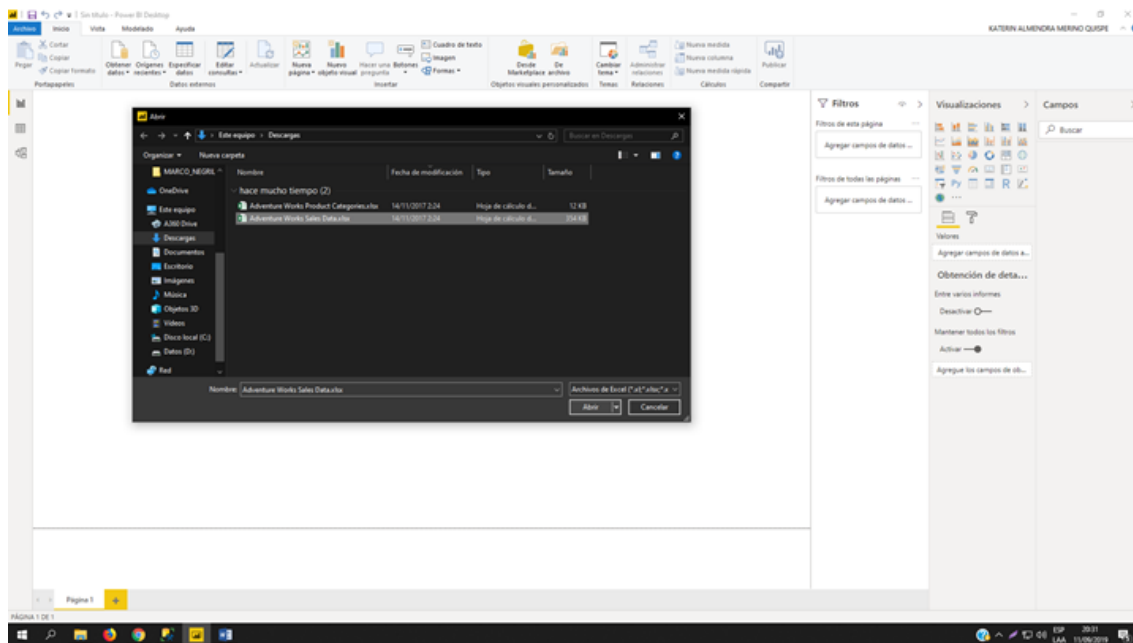 Sin título - Power BI Desktop
Archivo Inicio Vista Modelado Ayuda
KATERIN ALMENDRA MERINO QUISPE
Pegar
Cortar
Copiar
Copiar formato
Portapapeles
Obtener datos
Orígenes recientes
Especificar datos
Editar consultas
Actualizar
Datos externos
Nueva página
Nuevo objeto visual
Hacer una pregunta
Botones
Cuadro de texto
Imagen
Formas
Insertar
Desde Marketplace
De archivo
Objetos visuales personalizados
Cambiar tema
Temas
Administrar relaciones
Relaciones
Nueva medida
Nueva columna
Nueva medida rápida
Cálculos
Publicar
Compartir
Abrir
Este equipo > Descargas
Buscar en Descargas
Organizar
Nueva carpeta
MARCO_NEGRIL
OneDrive
Este equipo
A360 Drive
Descargas
Documentos
Escritorio
Imágenes
Música
Objetos 3D
Vídeos
Disco local (C:)
Datos (D:)
Red
Nombre Fecha de modificación Tipo Tamaño
hace mucho tiempo (2)
Adventure Works Product Categories.xlsx 14/11/2017 2:24 Hoja de cálculo d... 12 KB
Adventure Works Sales Data.xlsx 14/11/2017 2:24 Hoja de cálculo d... 354 KB
Nombre: Adventure Works Sales Data.xlsx
Archivos de Excel
Abrir
Cancelar
Filtros
Filtros de esta página
Agregar campos de datos ...
Filtros de todas las páginas
Agregar campos de datos ...
Visualizaciones
Py
R
Valores
Agregar campos de datos a...
Obtención de deta...
Entre varios informes
Desactivar
Mantener todos los filtros
Activar
Agregue los campos de ob...
Campos
Buscar
Página 1
PÁGINA 1 DE 1
ESP
LAA
20:31
11/09/2019